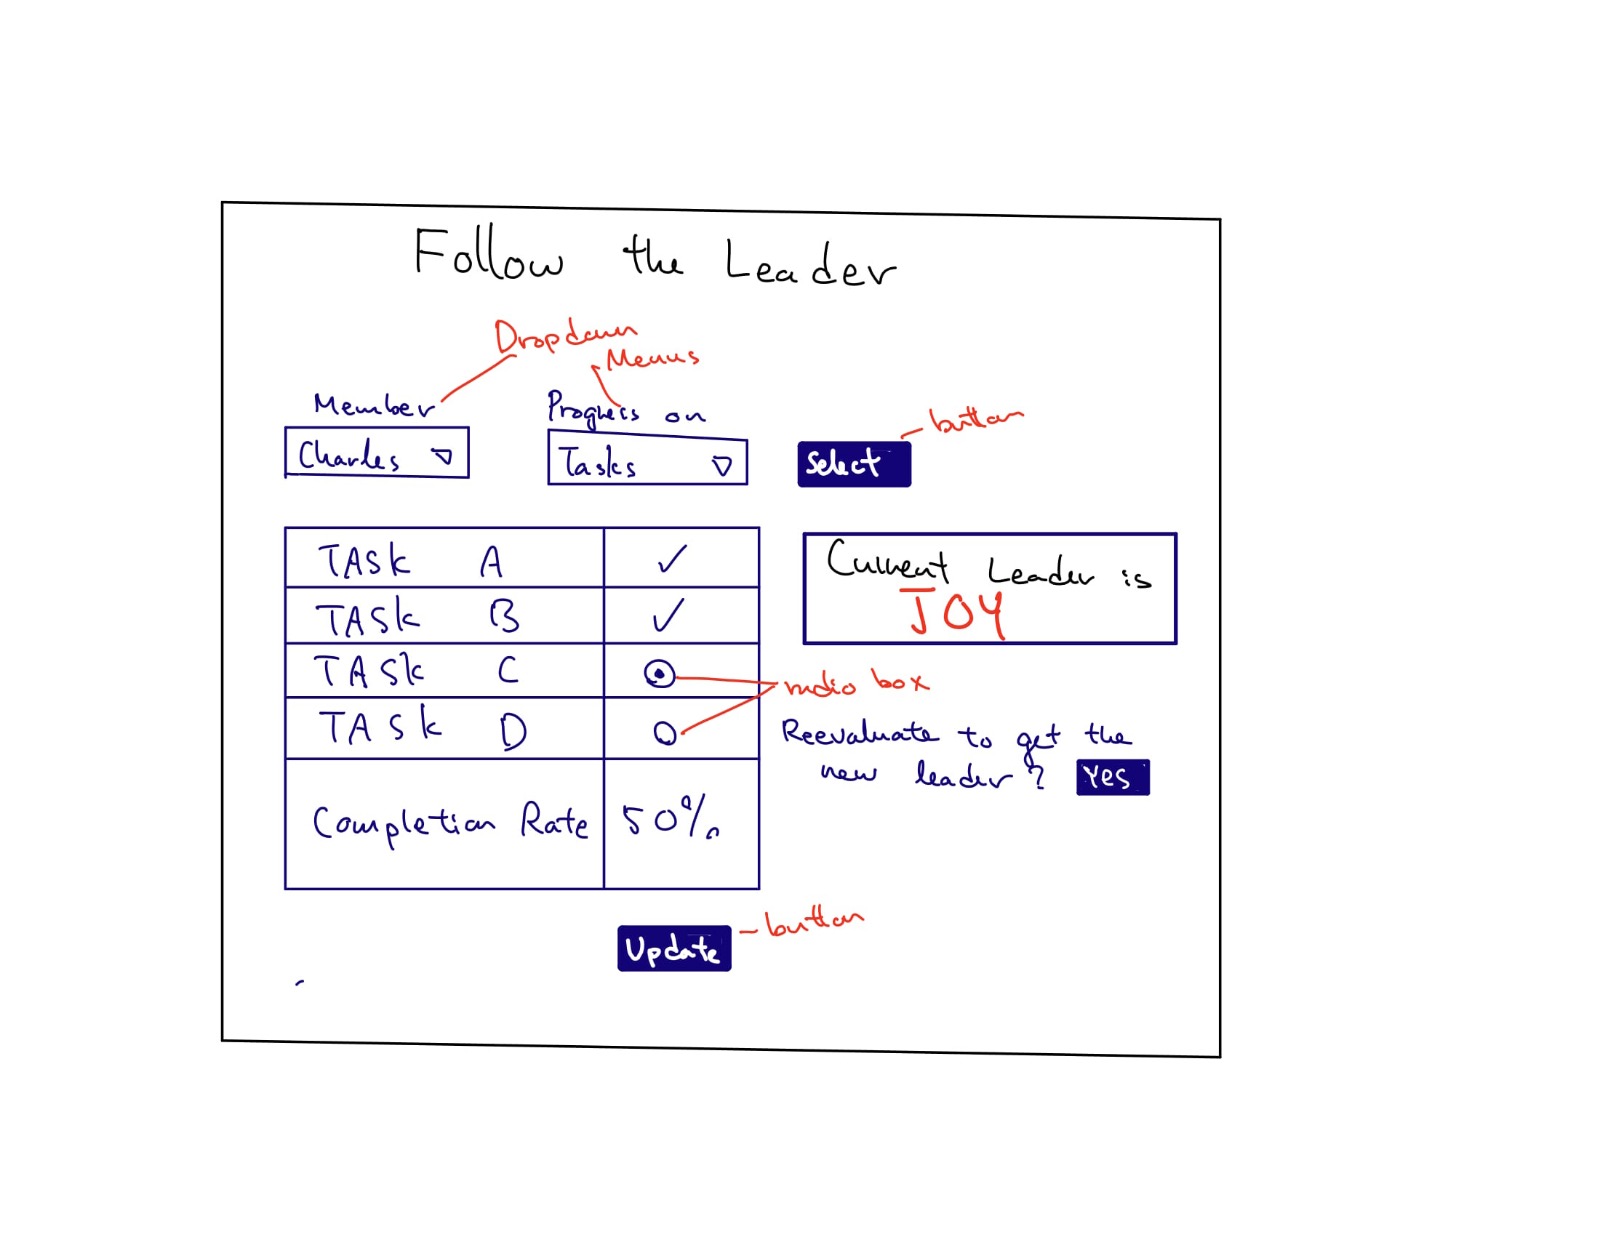 Follow the Leader
Dropdown
Menus
Member
Progress on
button
Charles
Tasks
Select
TASK A
TASK B
TASK C
TASK D
Completion Rate 50%
Current Leader is
JOY
radio box
Reevaluate to get the
new leader? Yes
Update
button